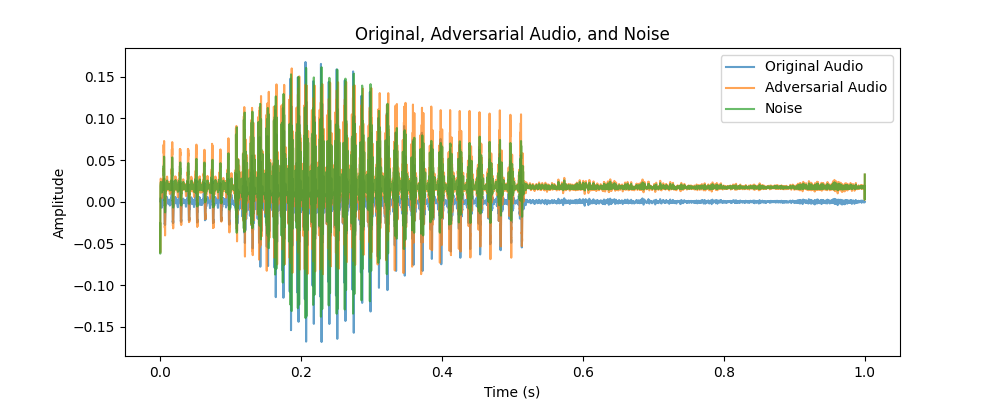 Original, Adversarial Audio, and Noise
Original Audio
Adversarial Audio
Noise
Amplitude
0.15
0.10
0.05
0.00
−0.05
−0.10
−0.15
0.0 0.2 0.4 0.6 0.8 1.0
Time (s)